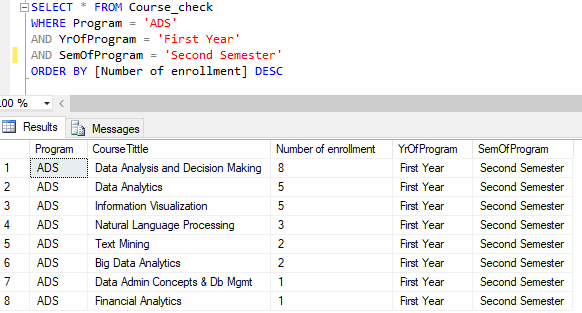 SELECT * FROM Course_check
WHERE Program = 'ADS'
AND YrOfProgram = 'First Year'
AND SemOfProgram = 'Second Semester'
ORDER BY [Number of enrollment] DESC
.00 %
Results Messages
Program CourseTittle Number of enrollment YrOfProgram SemOfProgram
1 ADS Data Analysis and Decision Making 8 First Year Second Semester
2 ADS Data Analytics 5 First Year Second Semester
3 ADS Information Visualization 5 First Year Second Semester
4 ADS Natural Language Processing 3 First Year Second Semester
5 ADS Text Mining 2 First Year Second Semester
6 ADS Big Data Analytics 2 First Year Second Semester
7 ADS Data Admin Concepts & Db Mgmt 1 First Year Second Semester
8 ADS Financial Analytics 1 First Year Second Semester